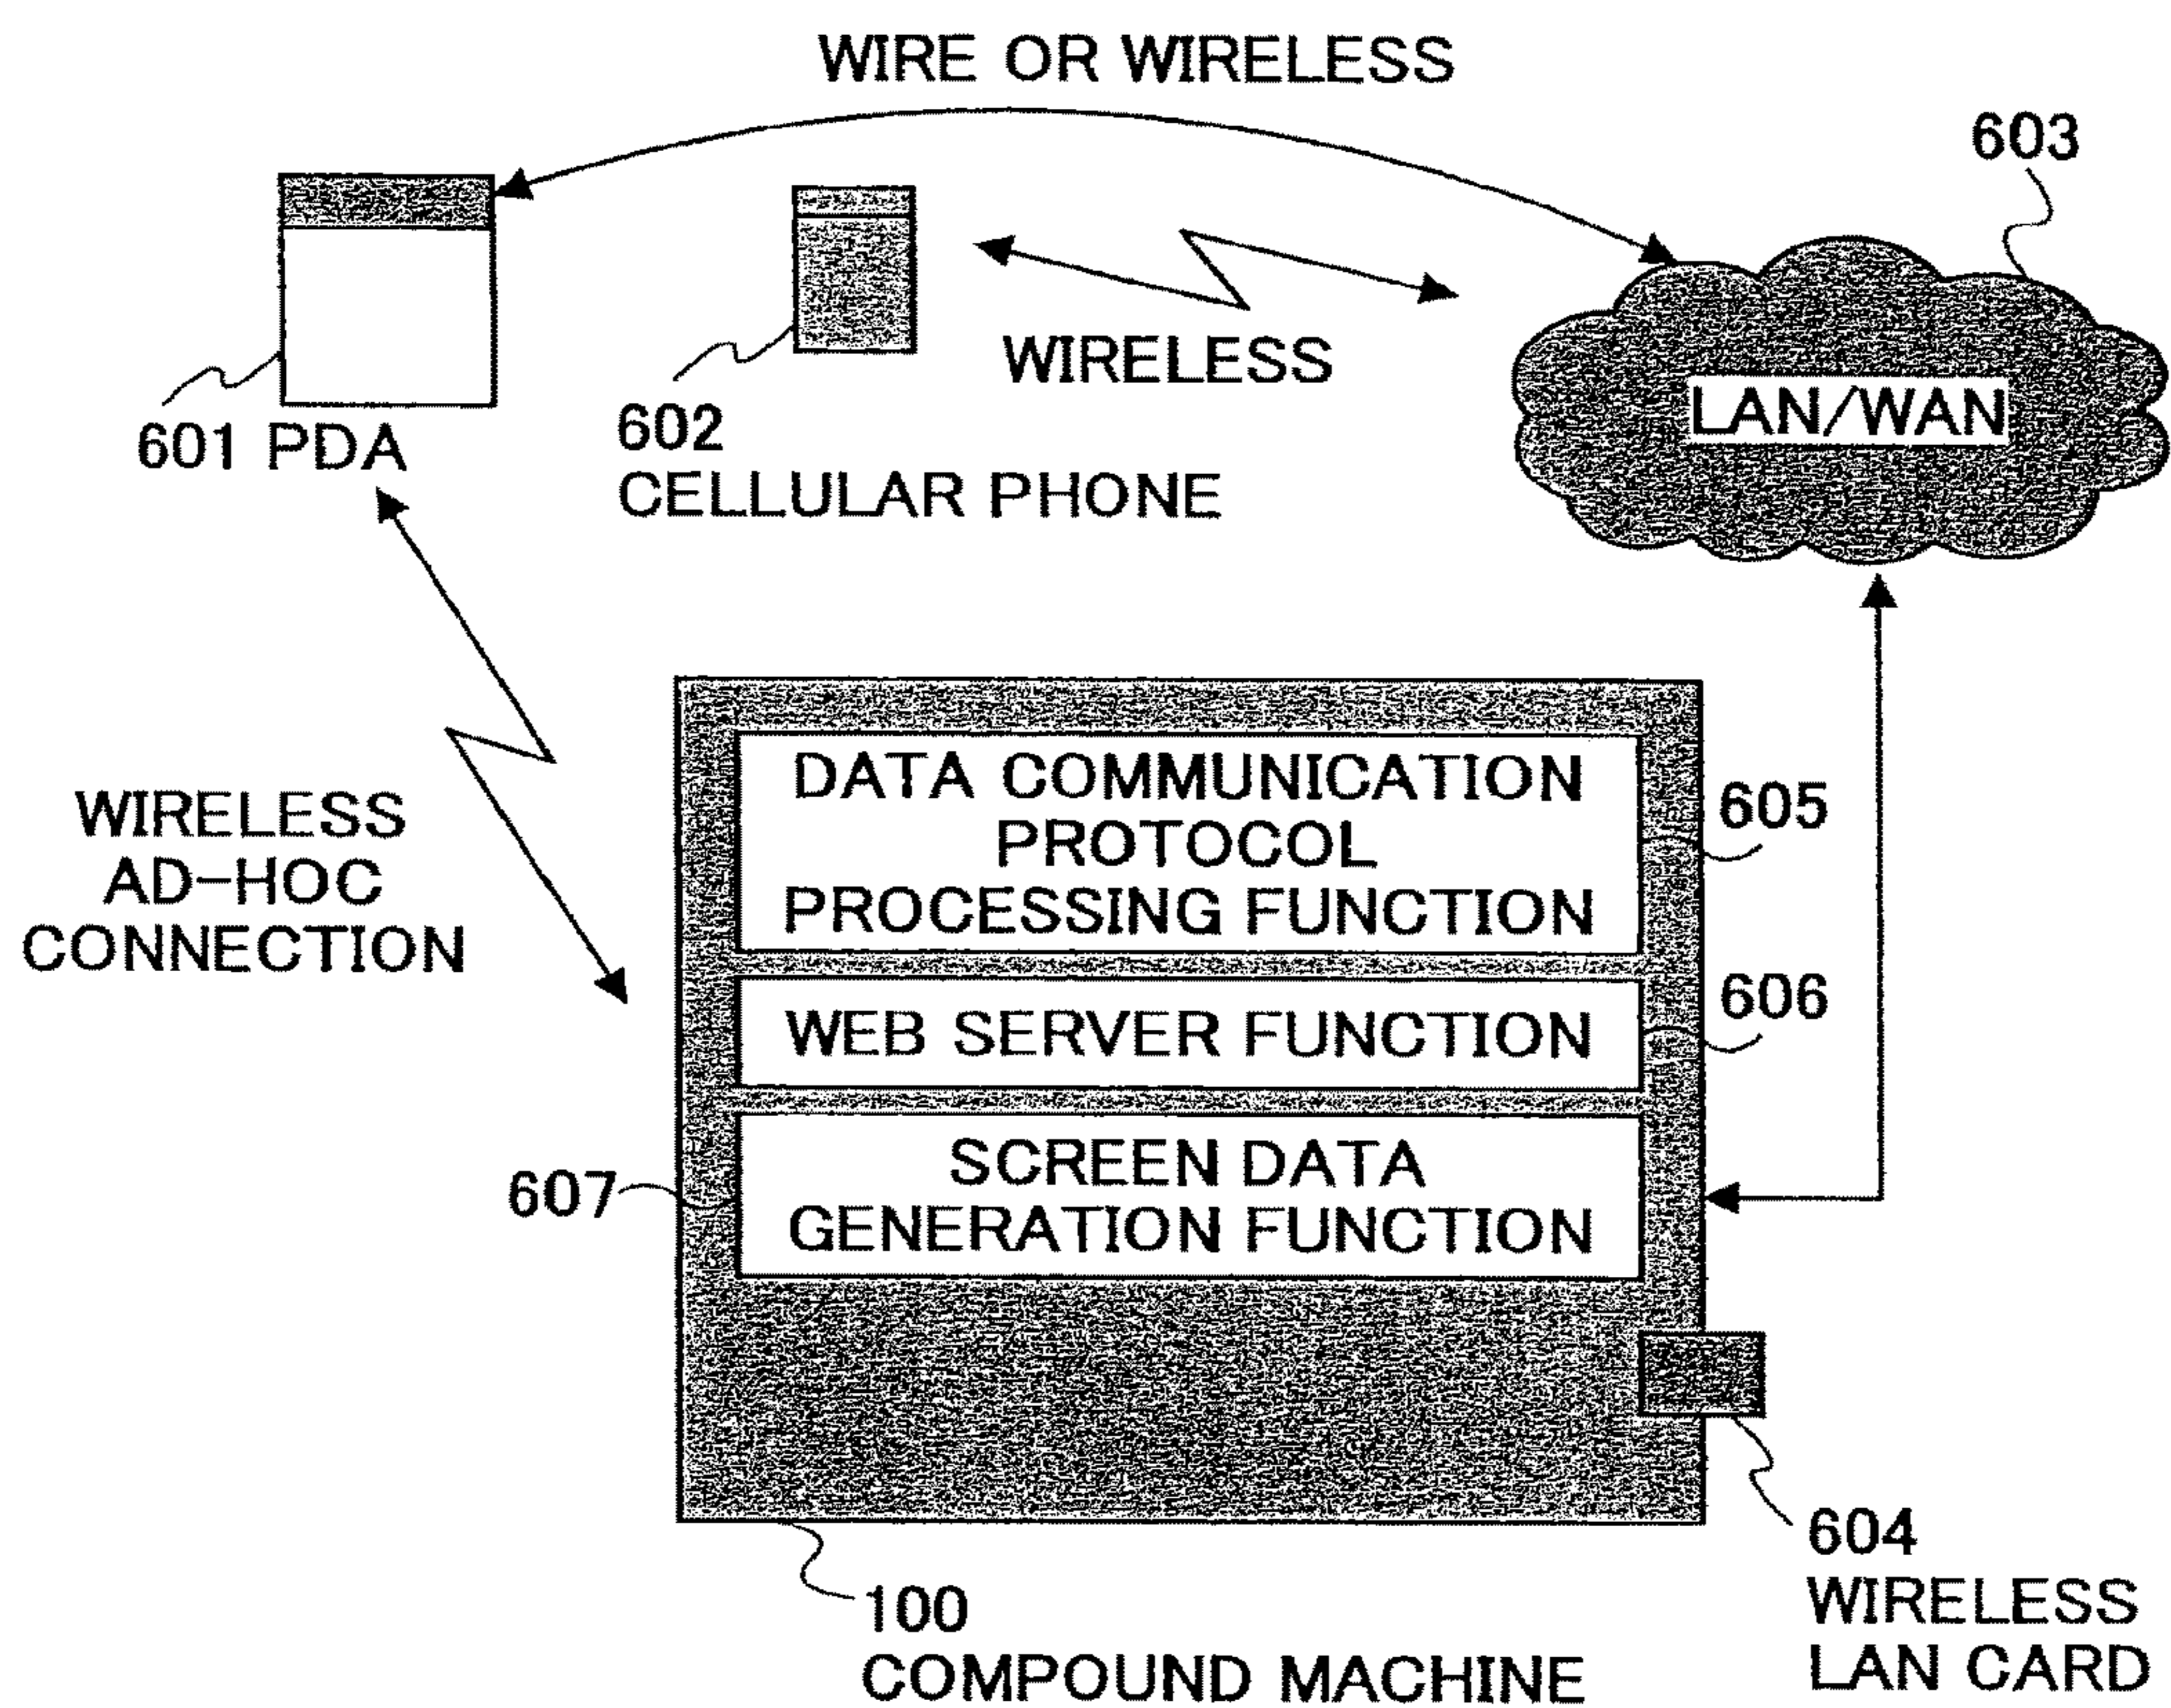 WIRE OR WIRELESS
603
601 PDA
602
CELLULAR PHONE
WIRELESS
LAN/WAN
WIRELESS
AD-HOC
CONNECTION
DATA COMMUNICATION
PROTOCOL
PROCESSING FUNCTION
605
WEB SERVER FUNCTION
606
SCREEN DATA
GENERATION FUNCTION
607
604
WIRELESS
LAN CARD
100
COMPOUND MACHINE